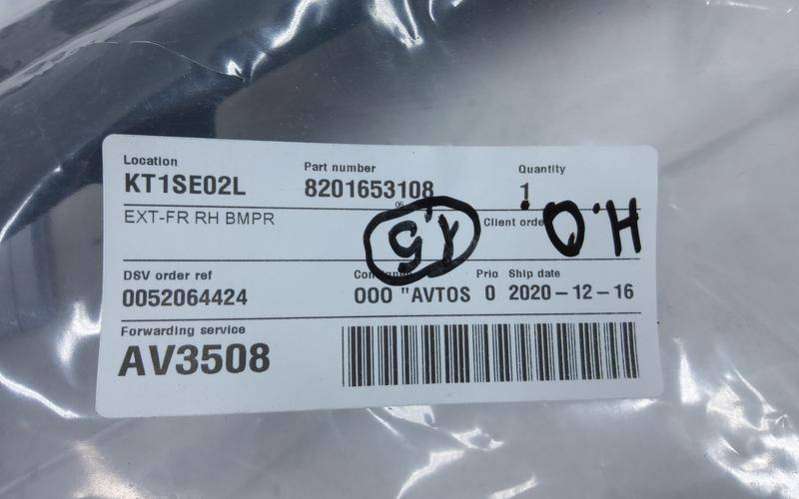 Location Part number Quantity
KT1SE02L 8201653108 1
EXT-FR RH BMPR Client order
DSV order ref Prio Ship date
0052064424 000 "AVTOS 0 2020-12-16
Forwarding service
AV3508